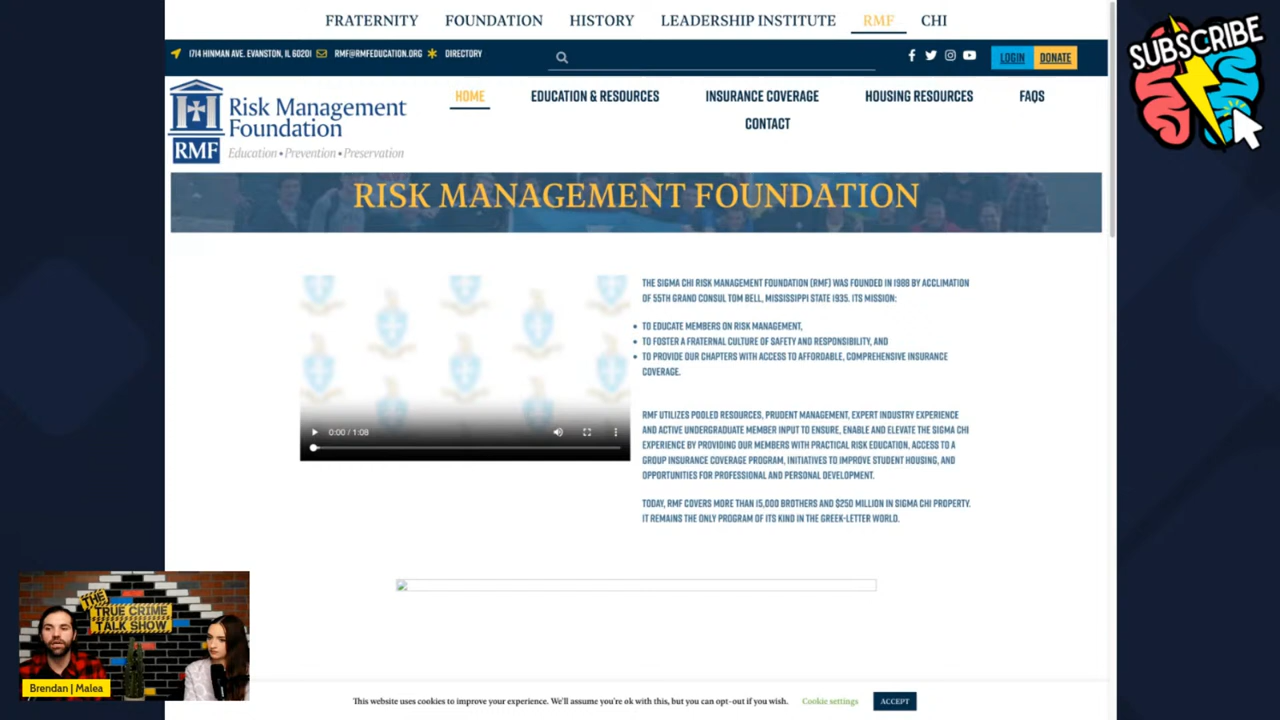 FRATERNITY FOUNDATION HISTORY LEADERSHIP INSTITUTE RMF CHI
1714 HINMAN AVE. EVANSTON, IL 60201 RMF@RMFEDUCATION.ORG DIRECTORY
LOGIN DONATE
SUBSCRIBE
HOME EDUCATION & RESOURCES INSURANCE COVERAGE HOUSING RESOURCES FAQS
CONTACT
Risk Management
Foundation
RMF Education • Prevention • Preservation
RISK MANAGEMENT FOUNDATION
THE SIGMA CHI RISK MANAGEMENT FOUNDATION (RMF) WAS FOUNDED IN 1988 BY ACCLIMATION
OF 55TH GRAND CONSUL TOM BELL, MISSISSIPPI STATE 1935. ITS MISSION:
• TO EDUCATE MEMBERS ON RISK MANAGEMENT,
• TO FOSTER A FRATERNAL CULTURE OF SAFETY AND RESPONSIBILITY, AND
• TO PROVIDE OUR CHAPTERS WITH ACCESS TO AFFORDABLE, COMPREHENSIVE INSURANCE
COVERAGE.
0:00 / 1:08
RMF UTILIZES POOLED RESOURCES, PRUDENT MANAGEMENT, EXPERT INDUSTRY EXPERIENCE
AND ACTIVE UNDERGRADUATE MEMBER INPUT TO ENSURE, ENABLE AND ELEVATE THE SIGMA CHI
EXPERIENCE BY PROVIDING OUR MEMBERS WITH PRACTICAL RISK EDUCATION, ACCESS TO A
GROUP INSURANCE COVERAGE PROGRAM, INITIATIVES TO IMPROVE STUDENT HOUSING, AND
OPPORTUNITIES FOR PROFESSIONAL AND PERSONAL DEVELOPMENT.
TODAY, RMF COVERS MORE THAN 15,000 BROTHERS AND $250 MILLION IN SIGMA CHI PROPERTY.
IT REMAINS THE ONLY PROGRAM OF ITS KIND IN THE GREEK-LETTER WORLD.
THE
TRUE CRIME
TALK SHOW
Brendan | Malea
This website uses cookies to improve your experience. We'll assume you're ok with this, but you can opt-out if you wish. Cookie settings ACCEPT